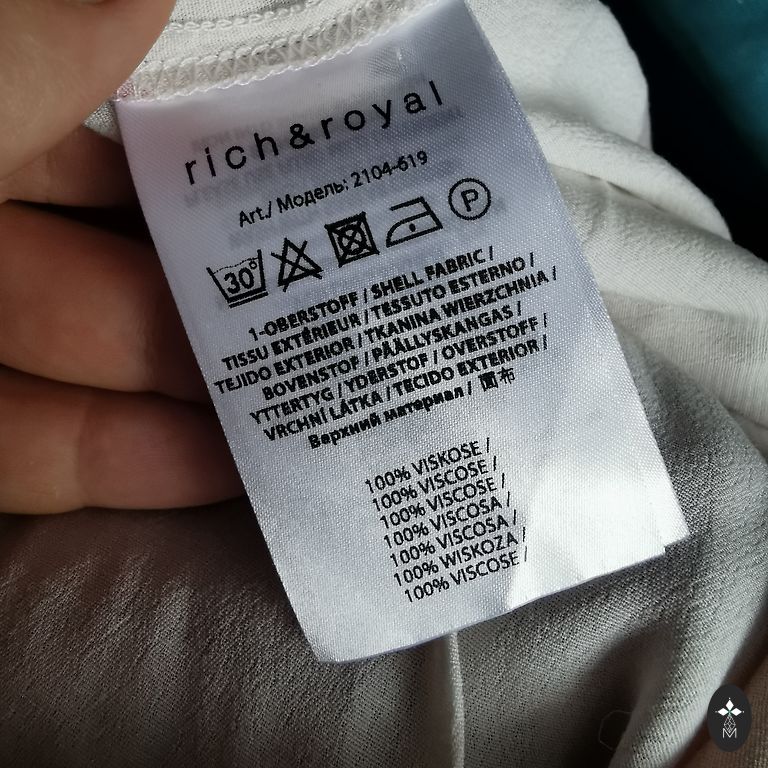 rich&royal
Art./ Модель: 2104-619
30° P
1-OBERSTOFF / SHELL FABRIC /
TISSU EXTÉRIEUR / TESSUTO ESTERNO /
TEJIDO EXTERIOR / TKANINA WIERZCHNIA /
BOVENSTOF / PÄÄLLYSKANGAS /
YTTERTYG / YDERSTOF / OVERSTOFF /
VRCHNÍ LÁTKA / TECIDO EXTERIOR /
Верхний материал / 面布
100% VISKOSE /
100% VISCOSE /
100% VISCOSE /
100% VISCOSA /
100% VISCOSA /
100% WISKOZA /
100% VISCOSE /
M